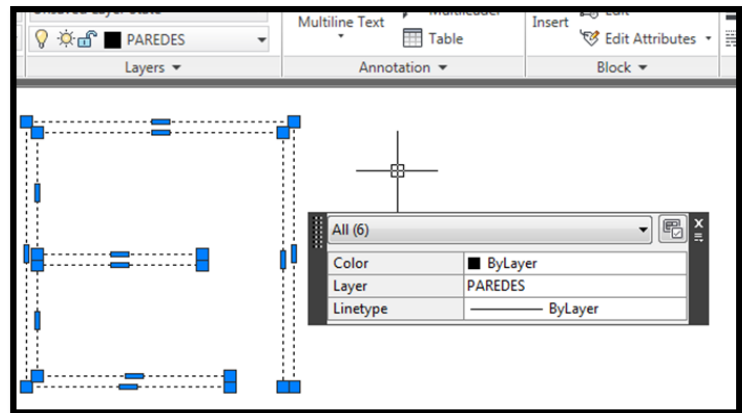 Unsaved Layer State
Multiline Text
Multileader
Table
Insert
Edit
Edit Attributes
PAREDES
Layers
Annotation
Block
All (6)
Color ByLayer
Layer PAREDES
Linetype ByLayer